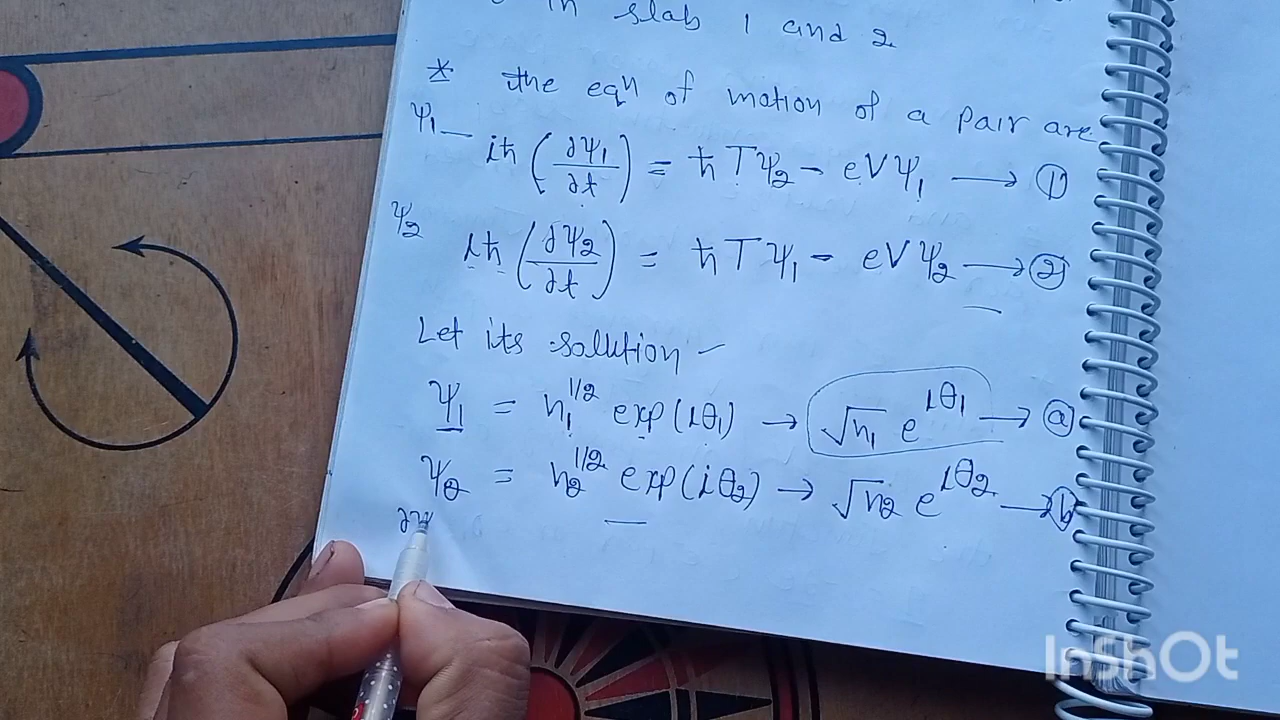 in slab 1 and 2
* the eqn of motion of a pair are
ψ1 — iħ (∂ψ1/∂t) = ħTψ2 - eVψ1 → ①
ψ2 iħ (∂ψ2/∂t) = ħTψ1 - eVψ2 → ②
Let its solution -
ψ1 = n1^1/2 exp(iθ1) → √n1 e^iθ1 → ⓐ
ψ2 = n2^1/2 exp(iθ2) → √n2 e^iθ2 → ⓑ
∂ψ
InShOt